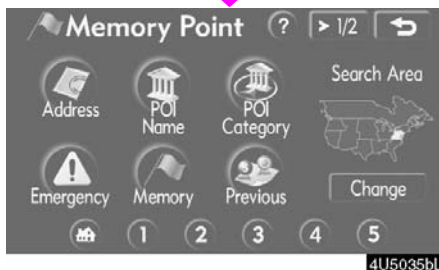 Memory Point ? > 1/2
Search Area
Address POI Name POI Category
Emergency Memory Previous Change
1 2 3 4 5
4U5035bl